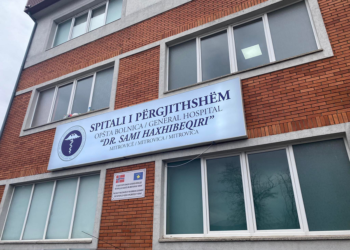 SPITALI I PËRGJITHSHËM
OPŠTA BOLNICA / GENERAL HOSPITAL
"DR. SAMI HAXHIBEQIRI"
MITROVICË / MITROVICA / MITROVICA